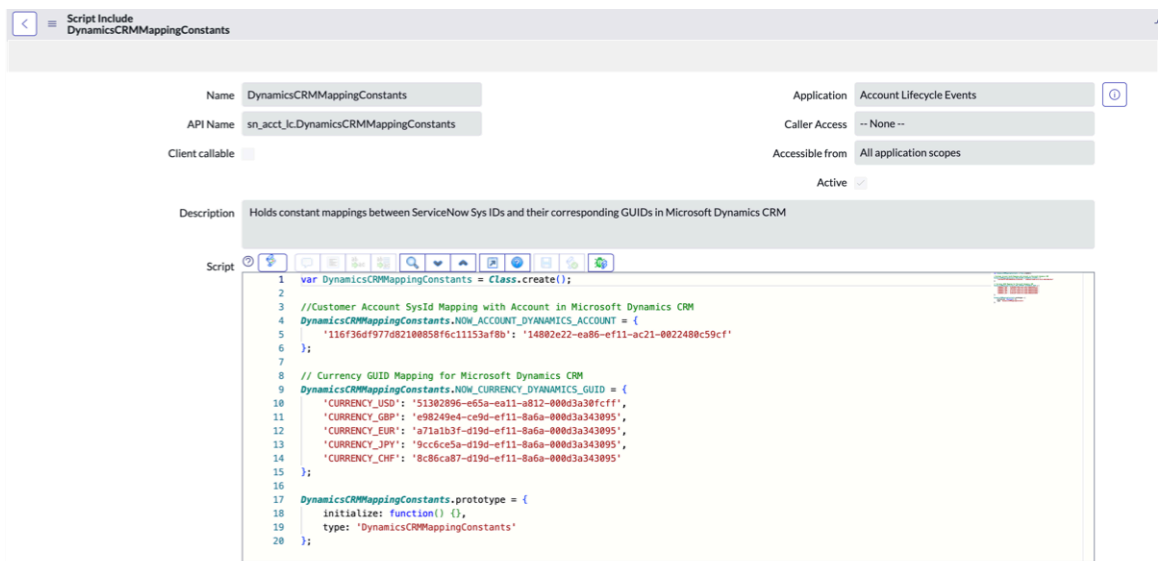 Script Include
DynamicsCRMMappingConstants
Name DynamicsCRMMappingConstants
Application Account Lifecycle Events
API Name sn_acct_lc.DynamicsCRMMappingConstants
Caller Access -- None --
Client callable
Accessible from All application scopes
Active
Description Holds constant mappings between ServiceNow Sys IDs and their corresponding GUIDs in Microsoft Dynamics CRM
Script
1 var DynamicsCRMMappingConstants = Class.create();
2
3 //Customer Account SysId Mapping with Account in Microsoft Dynamics CRM
4 DynamicsCRMMappingConstants.NOW_ACCOUNT_DYANAMICS_ACCOUNT = {
5 '116f36df977d82100858f6c11153af8b': '14802e22-ea86-ef11-ac21-0022480c59cf'
6 };
7
8 // Currency GUID Mapping for Microsoft Dynamics CRM
9 DynamicsCRMMappingConstants.NOW_CURRENCY_DYANAMICS_GUID = {
10 'CURRENCY_USD': '51302896-e65a-ea11-a812-000d3a30fcff',
11 'CURRENCY_GBP': 'e98249e4-ce9d-ef11-8a6a-000d3a343095',
12 'CURRENCY_EUR': 'a71a1b3f-d19d-ef11-8a6a-000d3a343095',
13 'CURRENCY_JPY': '9cc6ce5a-d19d-ef11-8a6a-000d3a343095',
14 'CURRENCY_CHF': '8c86ca87-d19d-ef11-8a6a-000d3a343095'
15 };
16
17 DynamicsCRMMappingConstants.prototype = {
18 initialize: function() {},
19 type: 'DynamicsCRMMappingConstants'
20 };